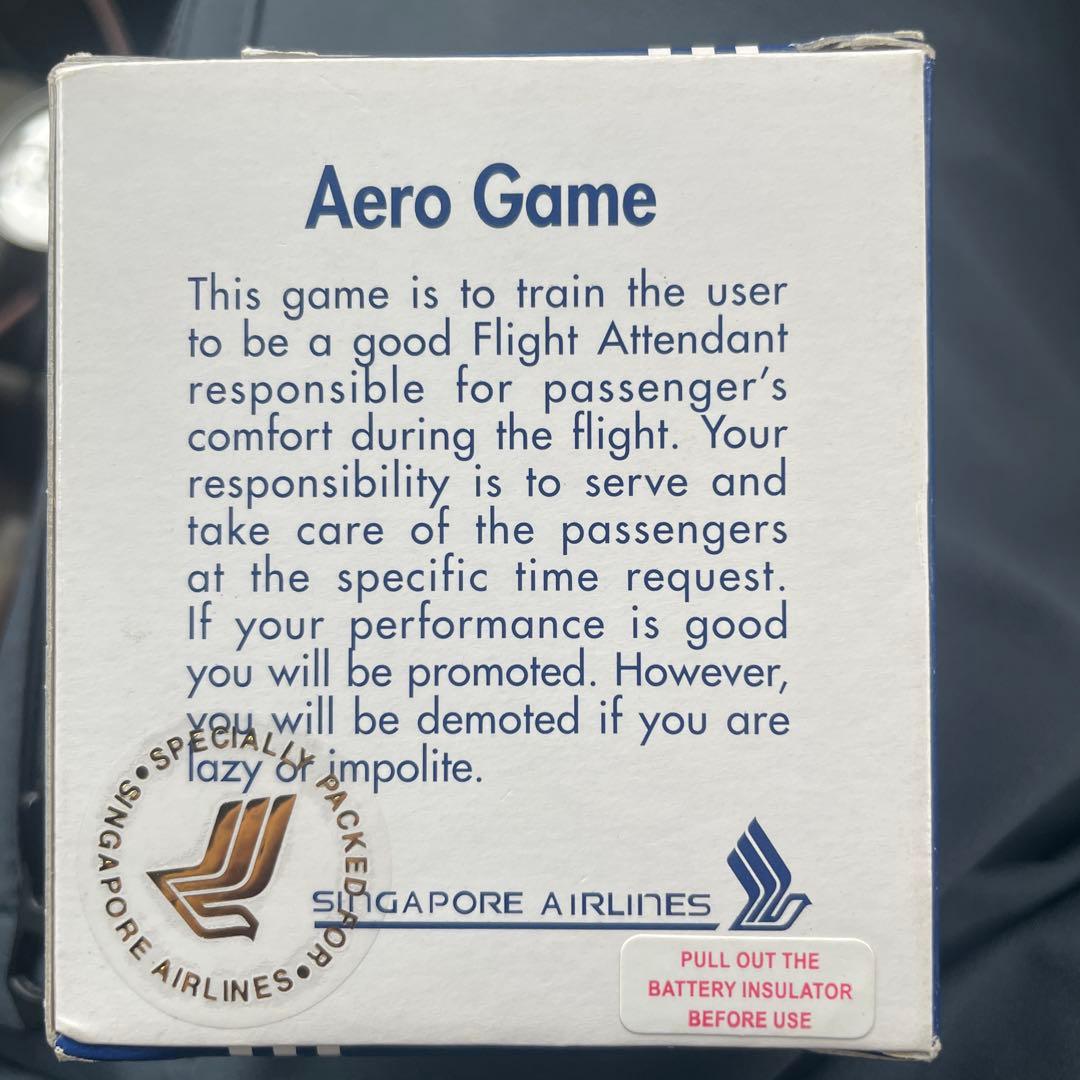 Aero Game
This game is to train the user
to be a good Flight Attendant
responsible for passenger's
comfort during the flight. Your
responsibility is to serve and
take care of the passengers
at the specific time request.
If your performance is good
you will be promoted. However,
you will be demoted if you are
lazy or impolite.
SPECIALLY PACKED FOR • SINGAPORE AIRLINES •
SINGAPORE AIRLINES
PULL OUT THE
BATTERY INSULATOR
BEFORE USE